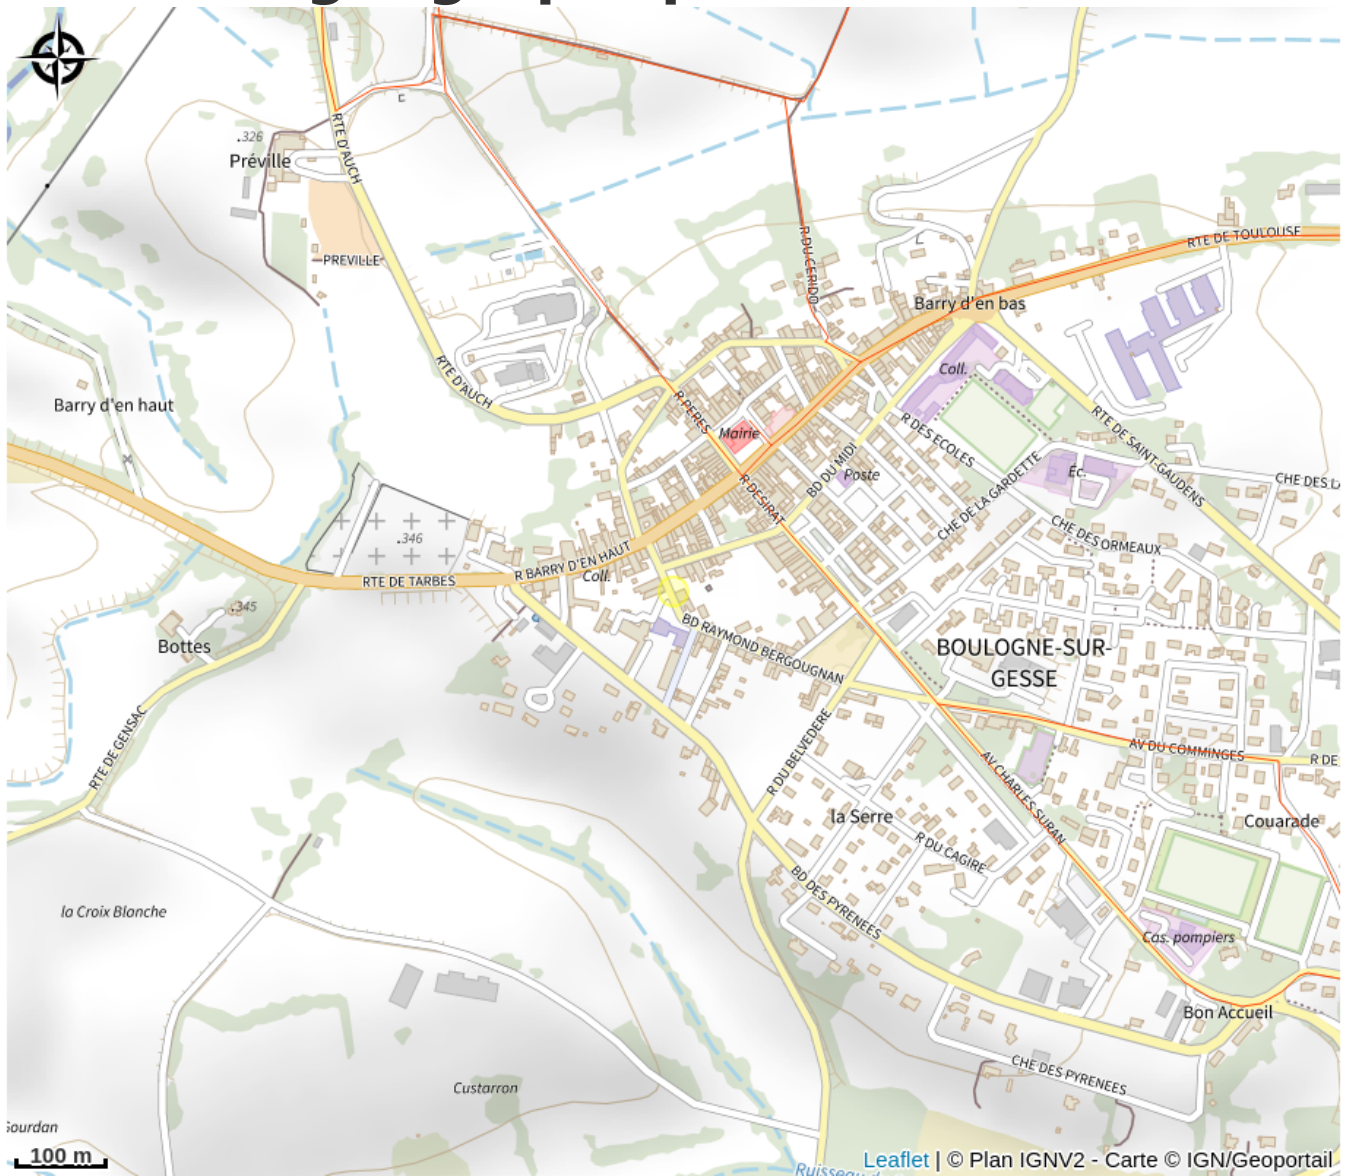 RTE D'AUCH
.326
Préville
PREVILLE
R DU CERIDO
RTE DE TOULOUSE
Barry d'en bas
RTE D'AUCH
Coll.
Barry d'en haut
R PERES
Mairie
R DES ECOLES
RTE DE SAINT-GAUDENS
BD DU MIDI
Poste
Éc.
CHE DES L
R DESIRAT
CHE DE LA GARDETTE
.346
CHE DES ORMEAUX
R BARRY D'EN HAUT
Coll.
RTE DE TARBES
.345
Bottes
BD RAYMOND BERGOUGNAN
BOULOGNE-SUR-
GESSE
RTE DE GENSAC
R DU BELVEDERE
AV DU COMMINGES
R DE
AV CHARLES SURAN
la Serre
Couarade
R DU CAGIRE
BD DES PYRENEES
la Croix Blanche
Cas. pompiers
Bon Accueil
CHE DES PYRENEES
Custarron
Gourdan
100 m
Ruisseau d
Leaflet | © Plan IGNV2 - Carte © IGN/Geoportail